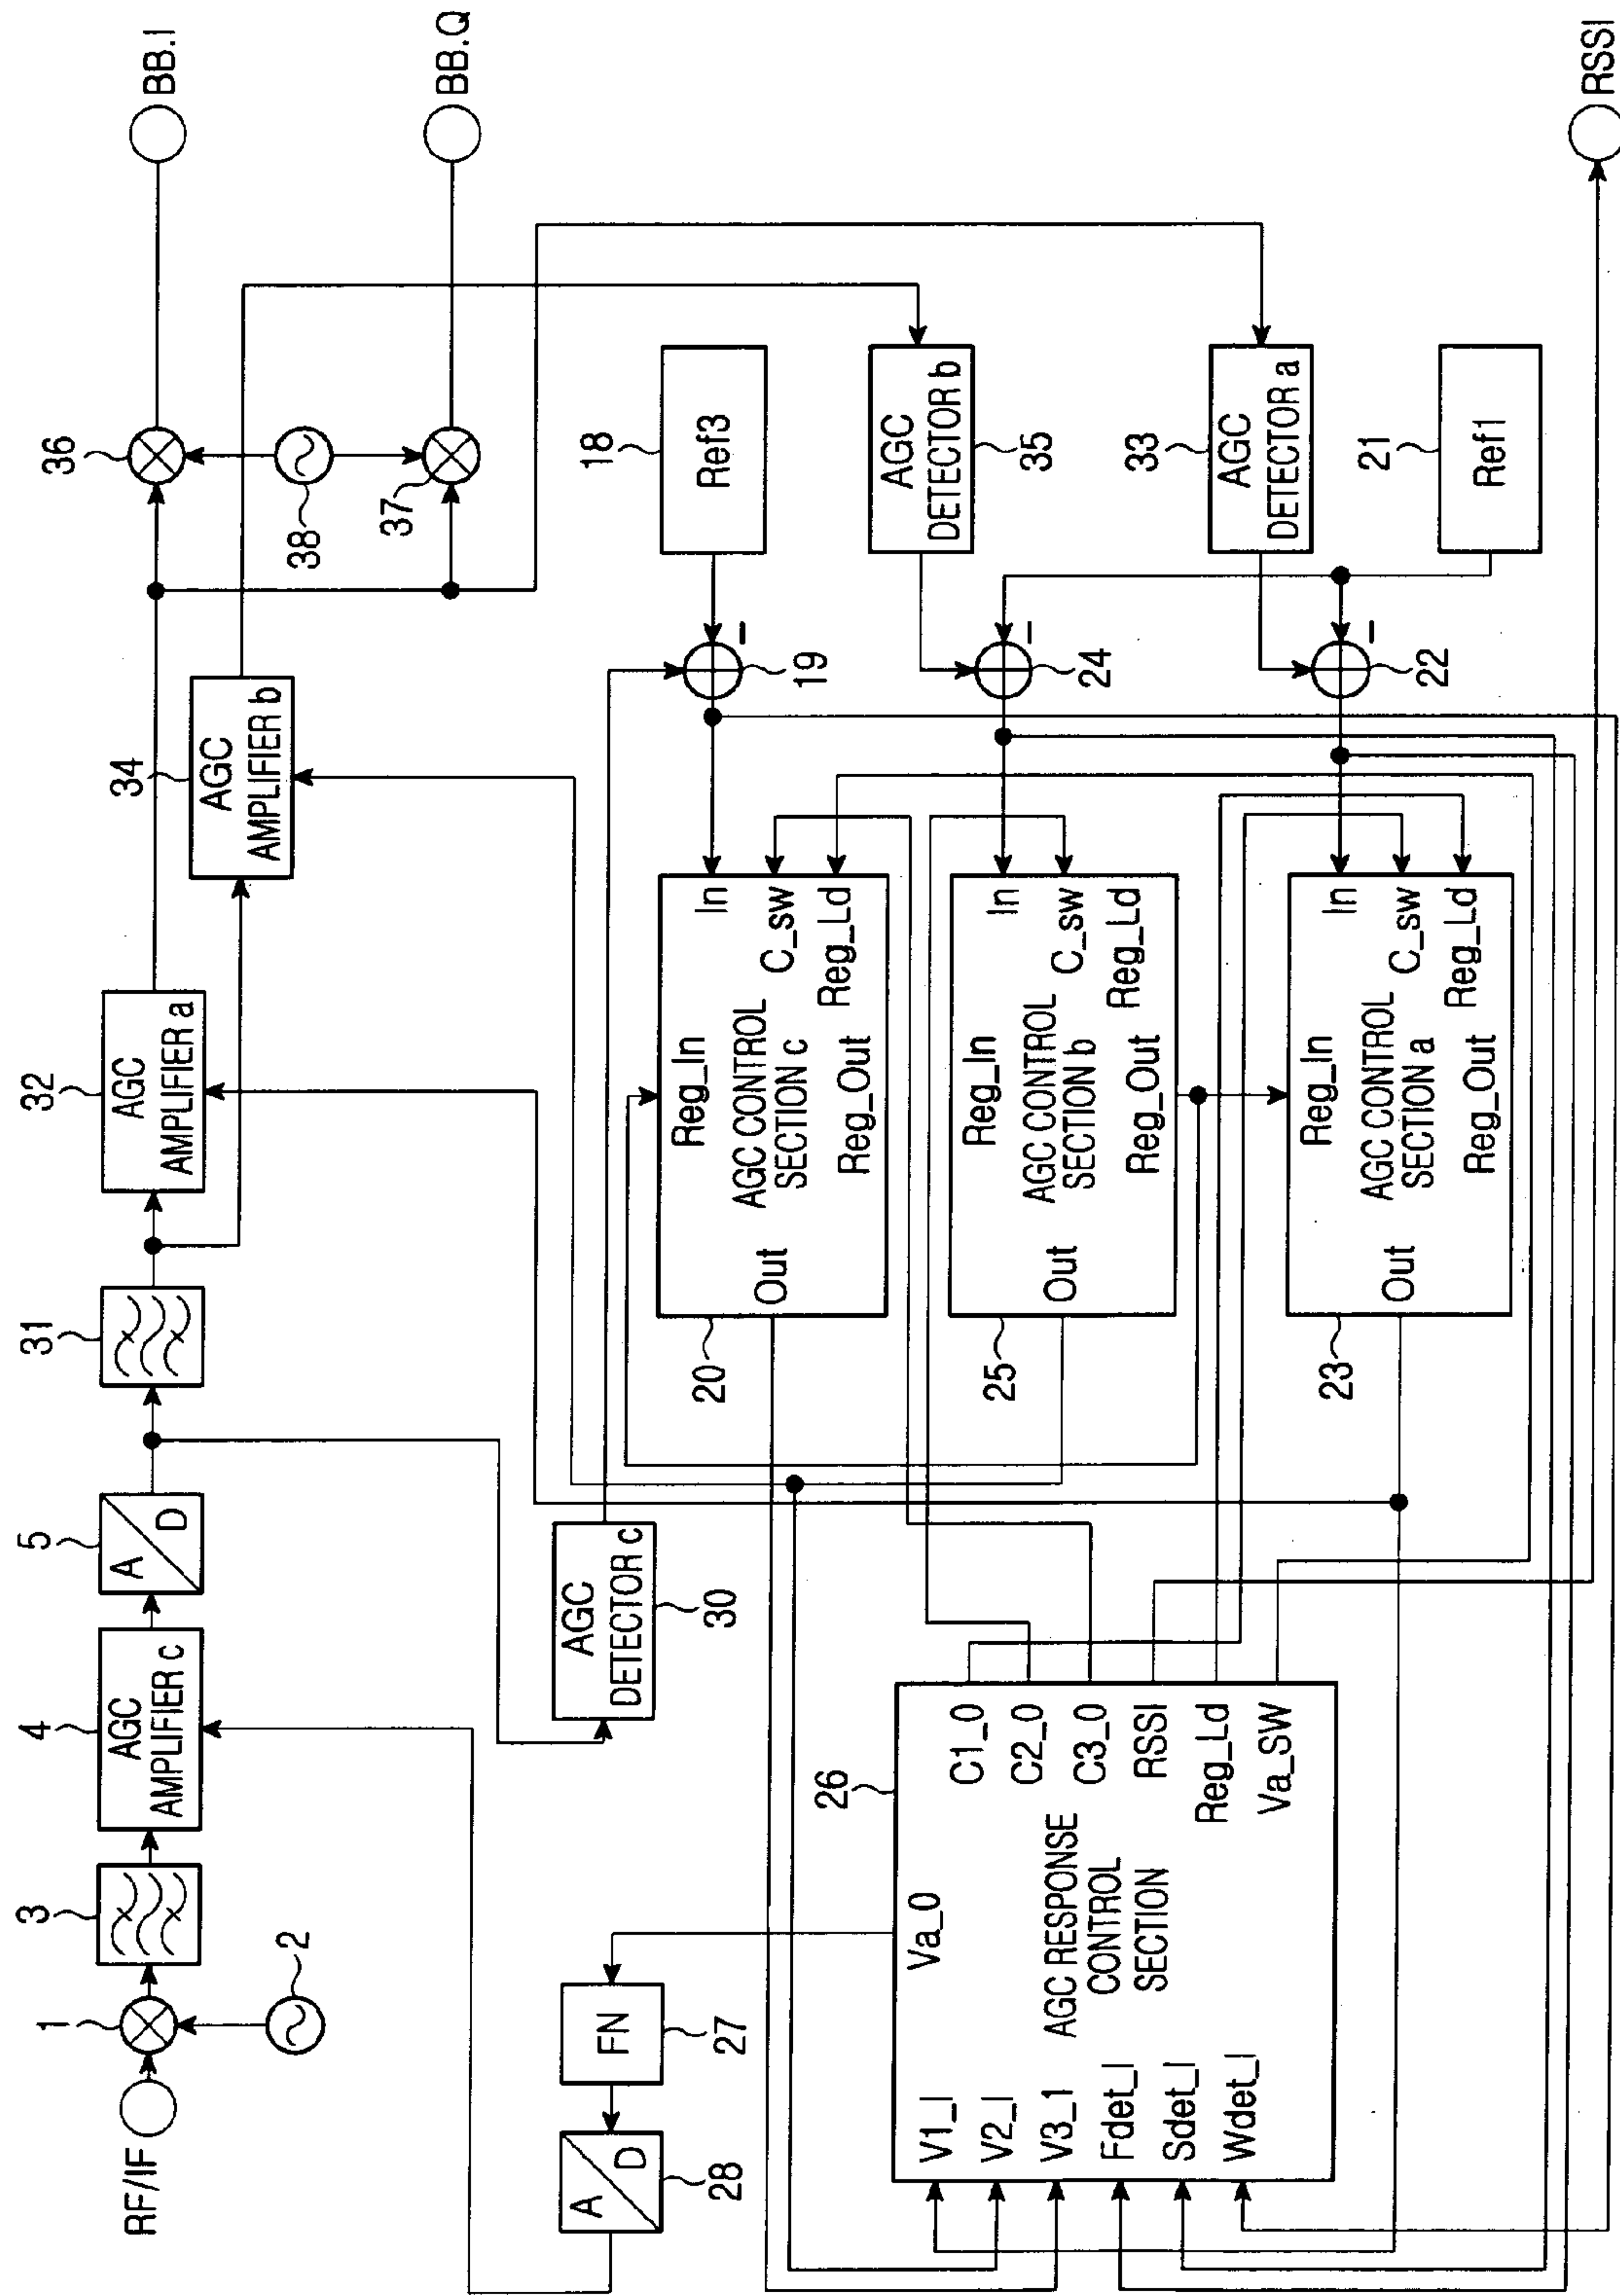 RF/IF
1
2
3
AGC
AMPLIFIER c
4
A
D
5
31
AGC
AMPLIFIER a
32
AGC
AMPLIFIER b
34
36
38
37
BB.I
BB.Q
A
D
28
FN
27
AGC
DETECTOR c
30
Ref3
18
19
AGC
DETECTOR b
35
24
AGC
DETECTOR a
33
22
Ref1
21
Reg_In
In
AGC CONTROL
SECTION c
C_sw
Reg_Ld
Reg_Out
Out
20
Reg_In
In
AGC CONTROL
SECTION b
C_sw
Reg_Ld
Reg_Out
Out
25
Reg_In
In
AGC CONTROL
SECTION a
C_sw
Reg_Ld
Reg_Out
Out
23
26
Va_0
V1_I
V2_I
V3_1
Fdet_I
Sdet_I
Wdet_I
AGC RESPONSE
CONTROL
SECTION
C1_0
C2_0
C3_0
RSSI
Reg_Ld
Va_SW
RSSI